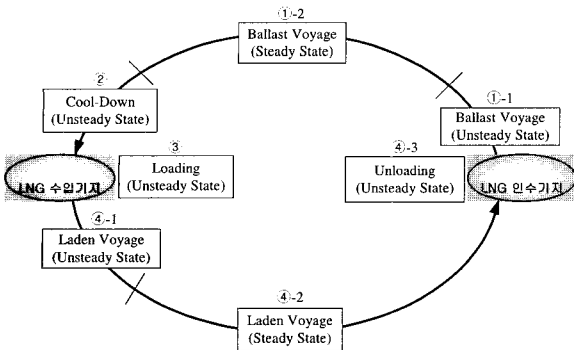 ①-2
Ballast Voyage
(Steady State)
②
Cool-Down
(Unsteady State)
①-1
Ballast Voyage
(Unsteady State)
③
Loading
(Unsteady State)
④-3
Unloading
(Unsteady State)
LNG 수입기지
LNG 인수기지
④-1
Laden Voyage
(Unsteady State)
④-2
Laden Voyage
(Steady State)